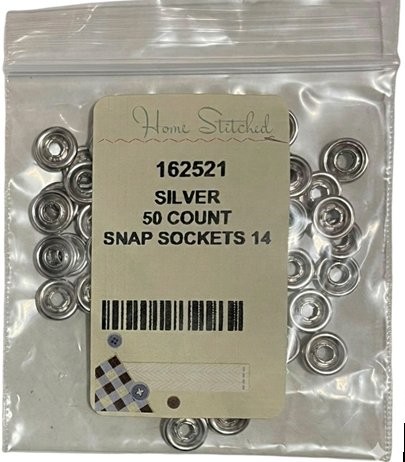 Home Stitched
162521
SILVER
50 COUNT
SNAP SOCKETS 14